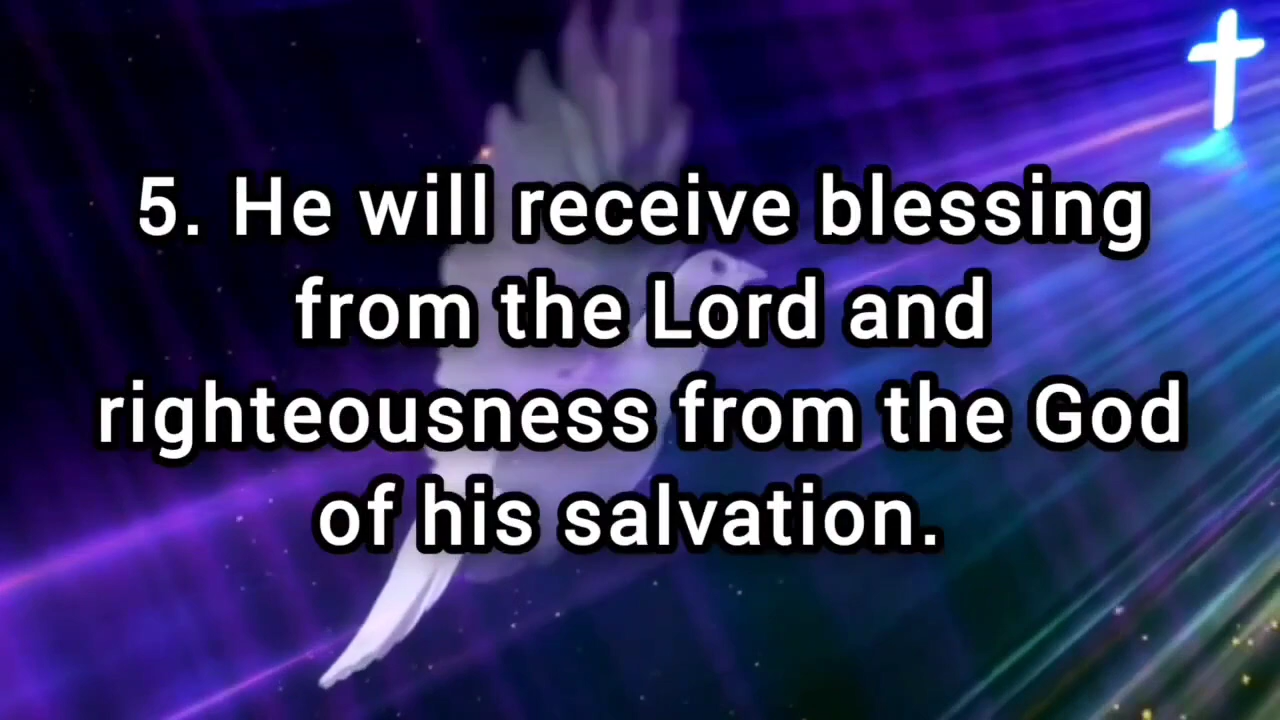 5. He will receive blessing
from the Lord and
righteousness from the God
of his salvation.